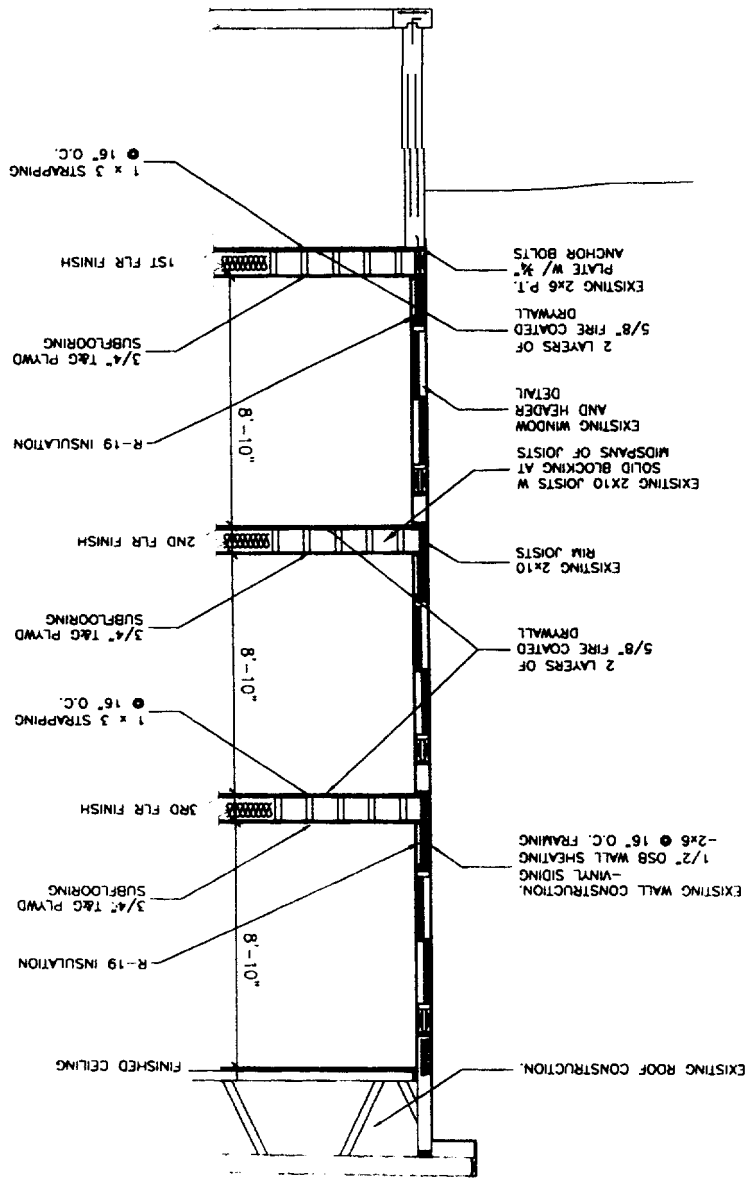 EXISTING ROOF CONSTRUCTION.
FINISHED CEILING
8'-10"
R-19 INSULATION
EXISTING WALL CONSTRUCTION.
-VINYL SIDING
1/2" OSB WALL SHEATING
-2x6 @ 16" O.C. FRAMING
3/4" T&G PLYWD
SUBFLOORING
3RD FLR FINISH
1 x 3 STRAPPING
@ 16" O.C.
2 LAYERS OF
5/8" FIRE COATED
DRYWALL
8'-10"
3/4" T&G PLYWD
SUBFLOORING
EXISTING 2x10
RIM JOISTS
2ND FLR FINISH
EXISTING 2X10 JOISTS W
SOLID BLOCKING AT
MIDSPANS OF JOISTS
8'-10"
R-19 INSULATION
EXISTING WINDOW
AND HEADER
DETAIL
2 LAYERS OF
5/8" FIRE COATED
DRYWALL
3/4" T&G PLYWD
SUBFLOORING
EXISTING 2x6 P.T.
PLATE W/ ¾"
ANCHOR BOLTS
1ST FLR FINISH
1 x 3 STRAPPING
@ 16" O.C.